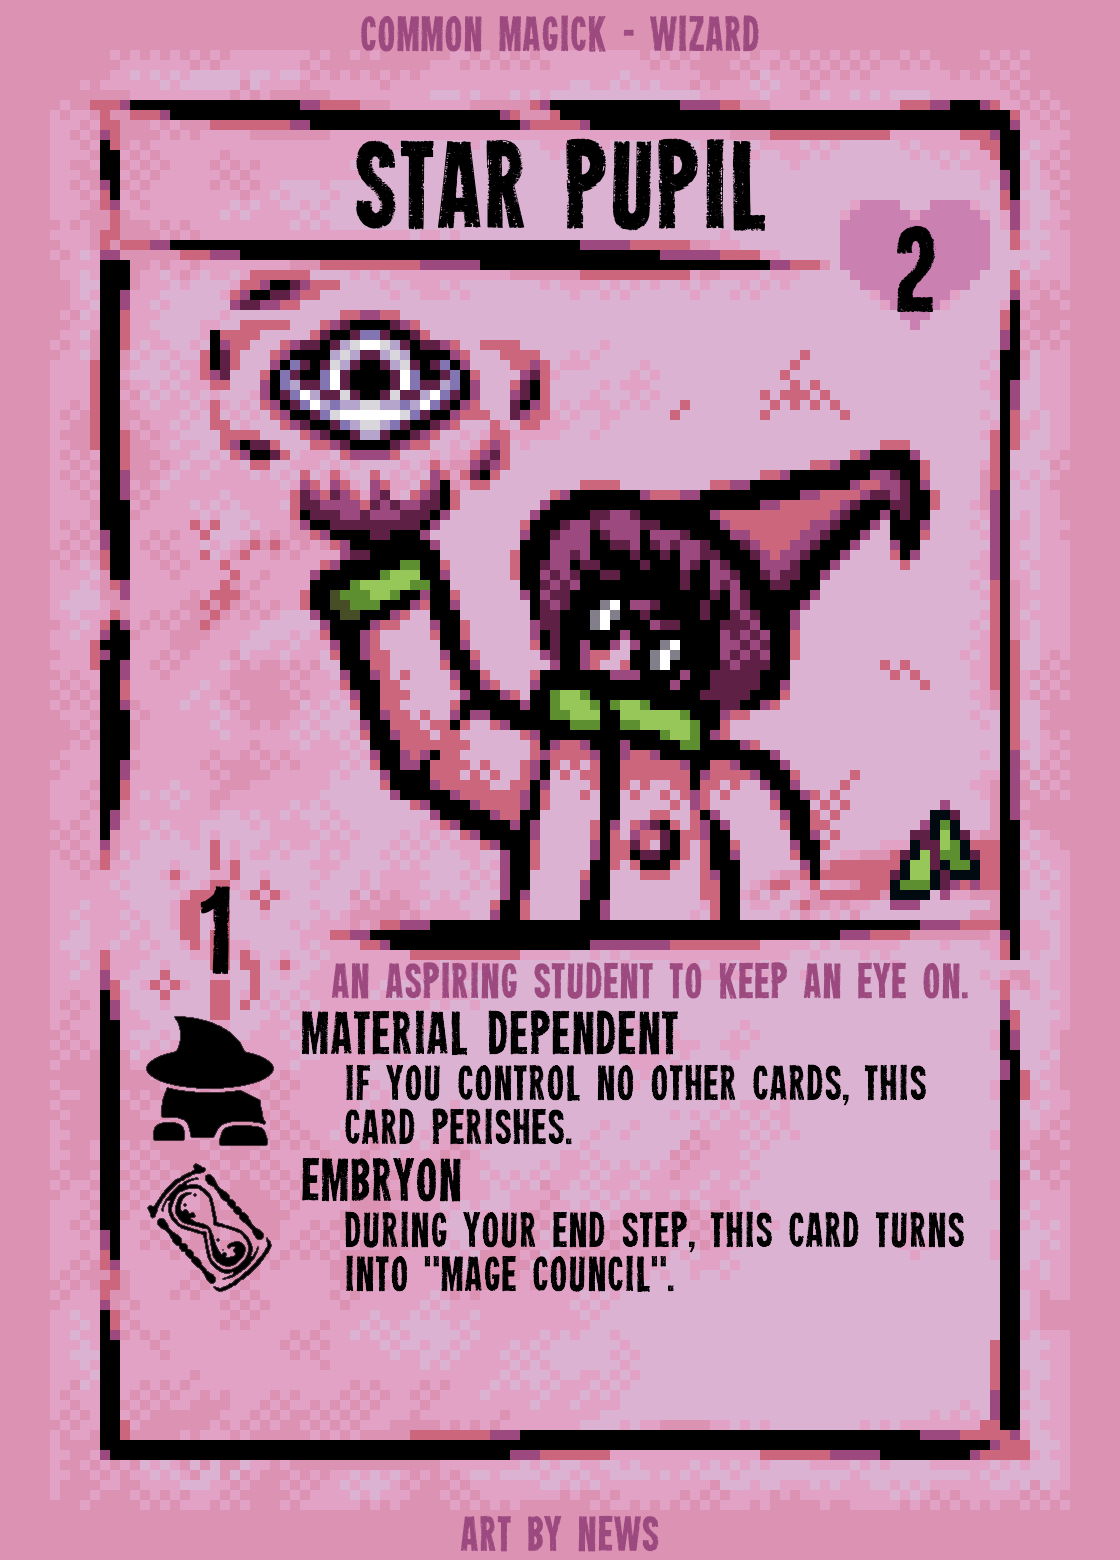 COMMON MAGICK - WIZARD
STAR PUPIL
2
1
AN ASPIRING STUDENT TO KEEP AN EYE ON.
MATERIAL DEPENDENT
IF YOU CONTROL NO OTHER CARDS, THIS
CARD PERISHES.
EMBRYON
DURING YOUR END STEP, THIS CARD TURNS
INTO "MAGE COUNCIL".
ART BY NEWS